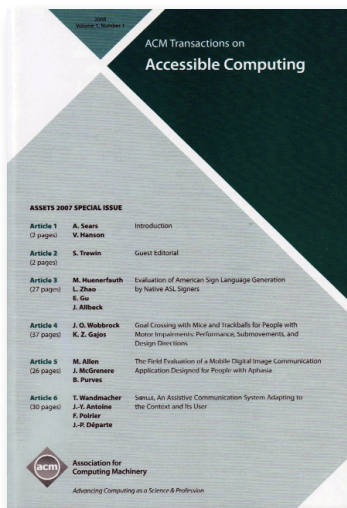 2008
Volume 1, Number 1
ACM Transactions on
Accessible Computing
ASSETS 2007 SPECIAL ISSUE
Article 1 A. Sears Introduction
(2 pages) V. Hanson
Article 2 S. Trewin Guest Editorial
(2 pages)
Article 3 M. Huenerfauth Evaluation of American Sign Language Generation
(27 pages) L. Zhao by Native ASL Signers
E. Gu
J. Allbeck
Article 4 J. O. Wobbrock Goal Crossing with Mice and Trackballs for People with
(37 pages) K. Z. Gajos Motor Impairments: Performance, Submovements, and
Design Directions
Article 5 M. Allen The Field Evaluation of a Mobile Digital Image Communication
(26 pages) J. McGrenere Application Designed for People with Aphasia
B. Purves
Article 6 T. Wandmacher Sibylle, An Assistive Communication System Adapting to
(30 pages) J.-Y. Antoine the Context and Its User
F. Poirier
J.-P. Départe
acm
Association for
Computing Machinery
Advancing Computing as a Science & Profession